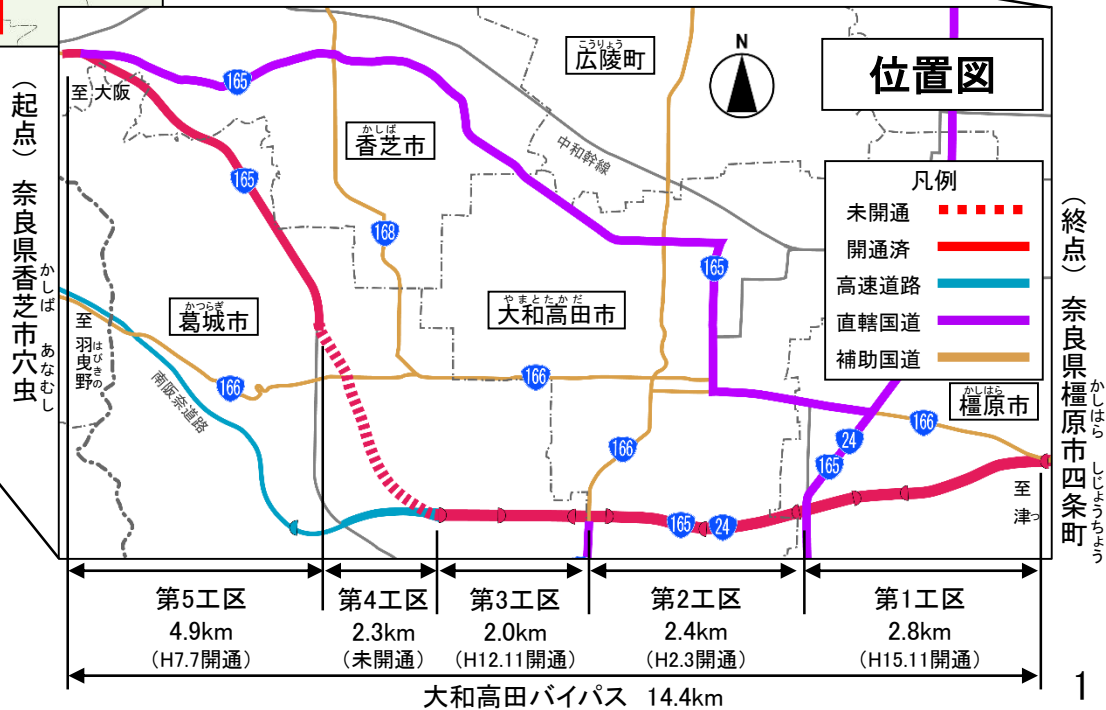 位置図
N
こうりょう
広陵町
至 大阪
165
かしば
香芝市
中和幹線
165
168
165
凡例
未開通
開通済
高速道路
直轄国道
補助国道
(起点) 奈良県香芝市穴虫
かしば あなむし
(終点) 奈良県橿原市四条町
かしはら しじょうちょう
かつらぎ
葛城市
やまとたかだ
大和高田市
至 羽曳野
はびきの
南阪奈道路
166
166
かしはら
橿原市
166
24
165
166
165
24
至 津
つ
第5工区
4.9km
(H7.7開通)
第4工区
2.3km
(未開通)
第3工区
2.0km
(H12.11開通)
第2工区
2.4km
(H2.3開通)
第1工区
2.8km
(H15.11開通)
大和高田バイパス 14.4km
1